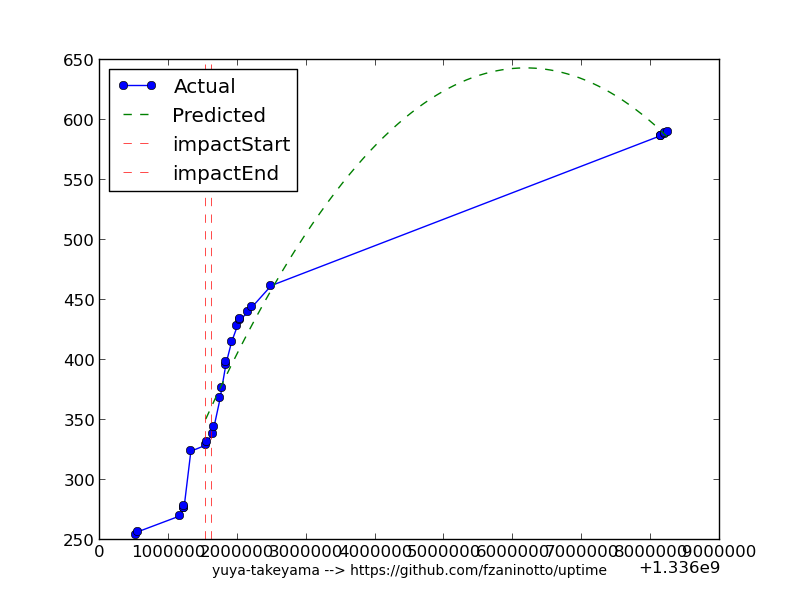 650
600
550
500
450
400
350
300
250
Actual
Predicted
impactStart
impactEnd
0 1000000 2000000 3000000 4000000 5000000 6000000 7000000 8000000 9000000
+1.336e9
yuya-takeyama --> https://github.com/fzaninotto/uptime